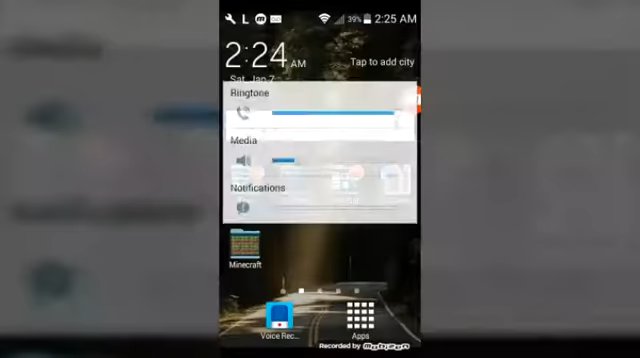 L 39% 2:25 AM
2:24 AM
Tap to add city
Sat, Jan 7
Ringtone
Media
Notifications
Minecraft
Voice Rec...
Apps
Recorded by Mobizen